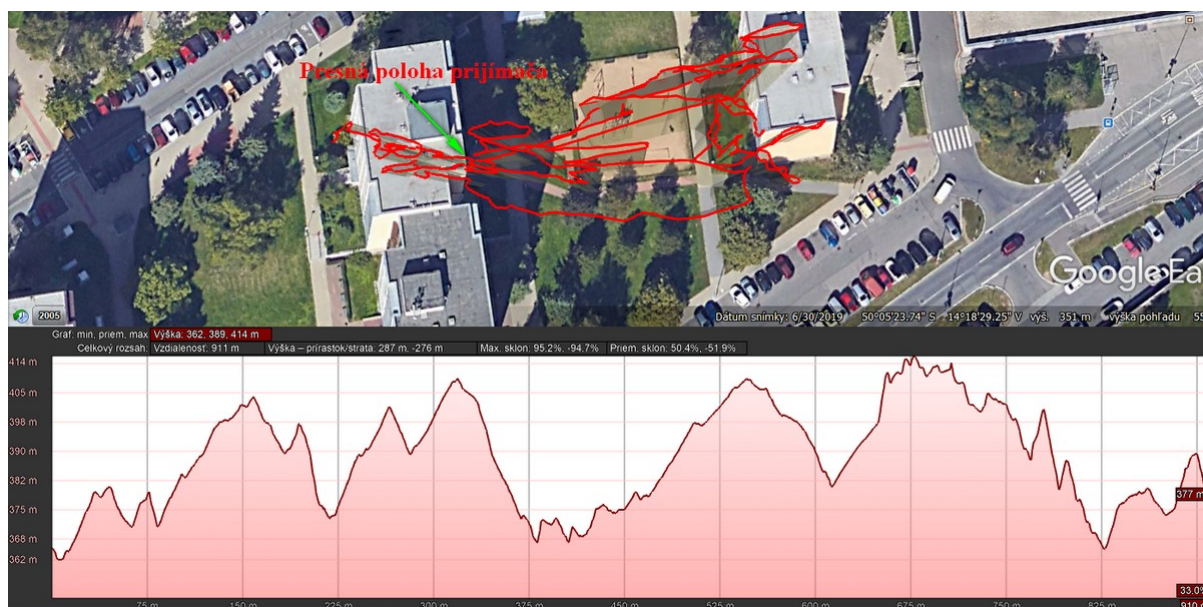 Presná poloha prijímača
Google Ea
2005
Dátum snímky: 6/30/2019 50°05'23.74" S 14°18'29.25" V výš. 351 m výška pohľadu 55
Graf: min, priem, max Výška: 362, 389, 414 m
Celkový rozsah: Vzdialenosť: 911 m Výška – prírastok/strata: 287 m, -276 m Max. sklon: 95.2%, -94.7% Priem. sklon: 50.4%, -51.9%
414 m
405 m
398 m
390 m
382 m
375 m
368 m
362 m
377 m
33.0%
75 m 150 m 225 m 300 m 375 m 450 m 525 m 600 m 675 m 750 m 825 m 910